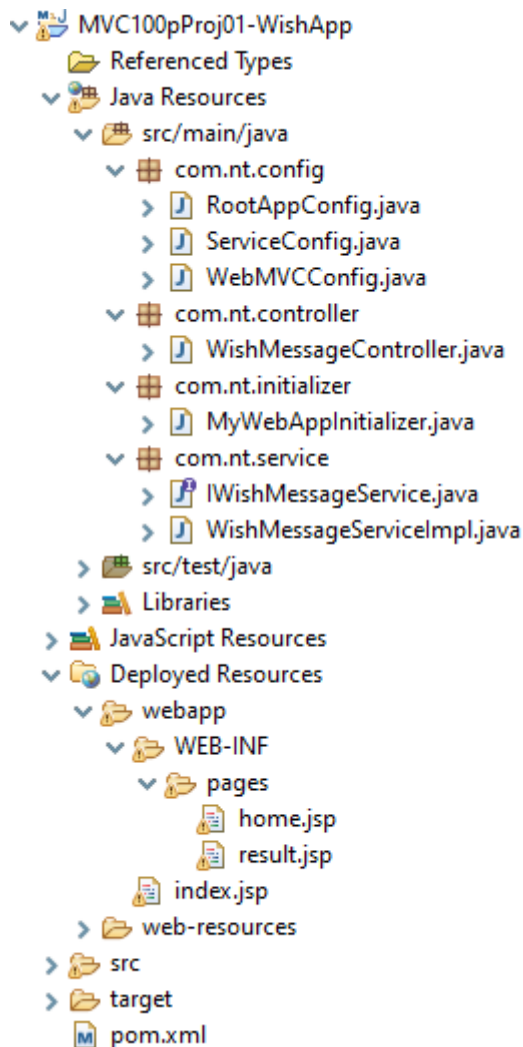 MVC100pProj01-WishApp
Referenced Types
Java Resources
src/main/java
com.nt.config
RootAppConfig.java
ServiceConfig.java
WebMVCConfig.java
com.nt.controller
WishMessageController.java
com.nt.initializer
MyWebAppInitializer.java
com.nt.service
IWishMessageService.java
WishMessageServiceImpl.java
src/test/java
Libraries
JavaScript Resources
Deployed Resources
webapp
WEB-INF
pages
home.jsp
result.jsp
index.jsp
web-resources
src
target
pom.xml